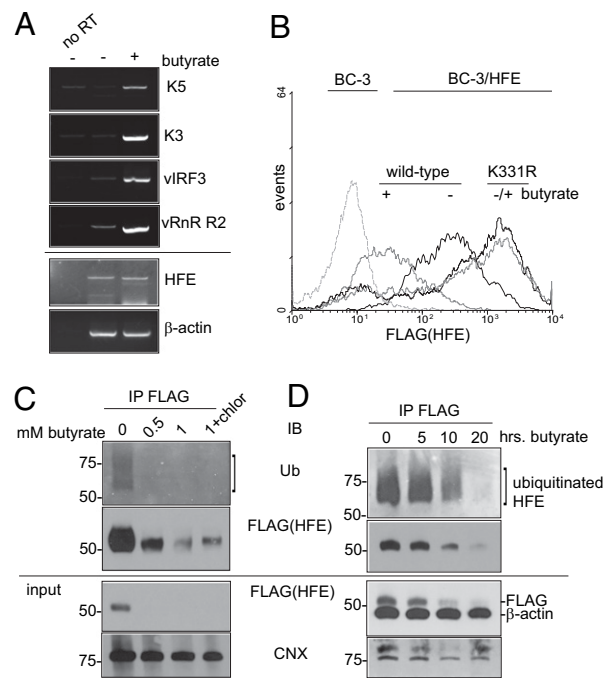 A
no RT
- - + butyrate
K5
K3
vIRF3
vRnR R2
HFE
β-actin
B
BC-3 BC-3/HFE
64
events
wild-type K331R
+ - -/+ butyrate
0
10⁰ 10¹ 10² 10³ 10⁴
FLAG(HFE)
C
IP FLAG
mM butyrate 0 0.5 1 1+chlor
75-
50-
50-
input
50-
75-
D
IP FLAG
IB 0 5 10 20 hrs. butyrate
Ub 75- ubiquitinated
50- HFE
FLAG(HFE) 50-
FLAG(HFE) 50- -FLAG
-β-actin
CNX 75-